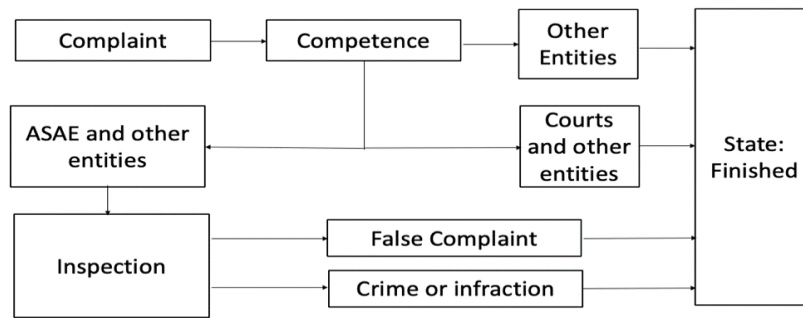 Complaint
Competence
Other
Entities
ASAE and other
entities
Courts
and other
entities
State:
Finished
Inspection
False Complaint
Crime or infraction